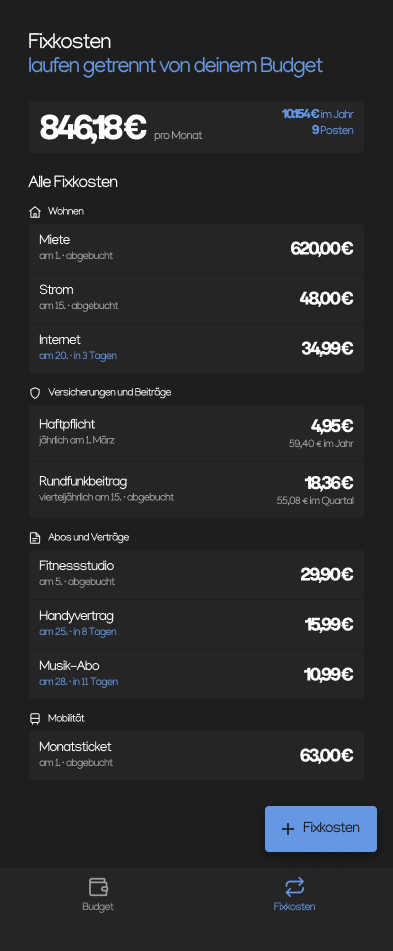 Fixkosten
laufen getrennt von deinem Budget
846,18 € pro Monat
10.154 € im Jahr
9 Posten
Alle Fixkosten
Wohnen
Miete
620,00 €
am 1. · abgebucht
Strom
48,00 €
am 15. · abgebucht
Internet
34,99 €
am 20. · in 3 Tagen
Versicherungen und Beiträge
Haftpflicht
4,95 €
jährlich am 1. März
59,40 € im Jahr
Rundfunkbeitrag
18,36 €
vierteljährlich am 15. · abgebucht
55,08 € im Quartal
Abos und Verträge
Fitnessstudio
29,90 €
am 5. · abgebucht
Handyvertrag
15,99 €
am 25. · in 8 Tagen
Musik-Abo
10,99 €
am 28. · in 11 Tagen
Mobilität
Monatsticket
63,00 €
am 1. · abgebucht
+ Fixkosten
Budget
Fixkosten